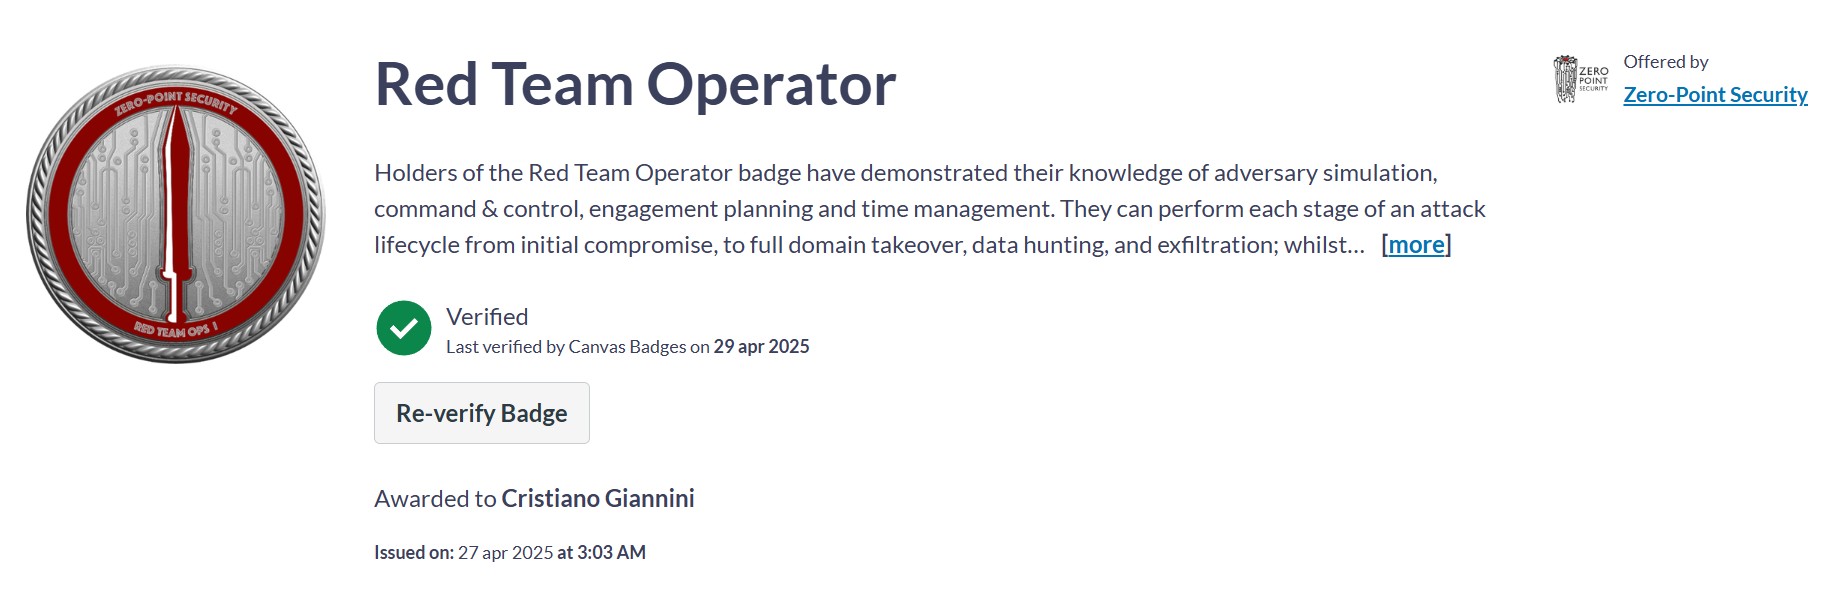 ZERO-POINT SECURITY
RED TEAM OPS I
Red Team Operator
Holders of the Red Team Operator badge have demonstrated their knowledge of adversary simulation,
command & control, engagement planning and time management. They can perform each stage of an attack
lifecycle from initial compromise, to full domain takeover, data hunting, and exfiltration; whilst... [more]
Verified
Last verified by Canvas Badges on 29 apr 2025
Re-verify Badge
Awarded to Cristiano Giannini
Issued on: 27 apr 2025 at 3:03 AM
ZERO
POINT
SECURITY
Offered by
Zero-Point Security